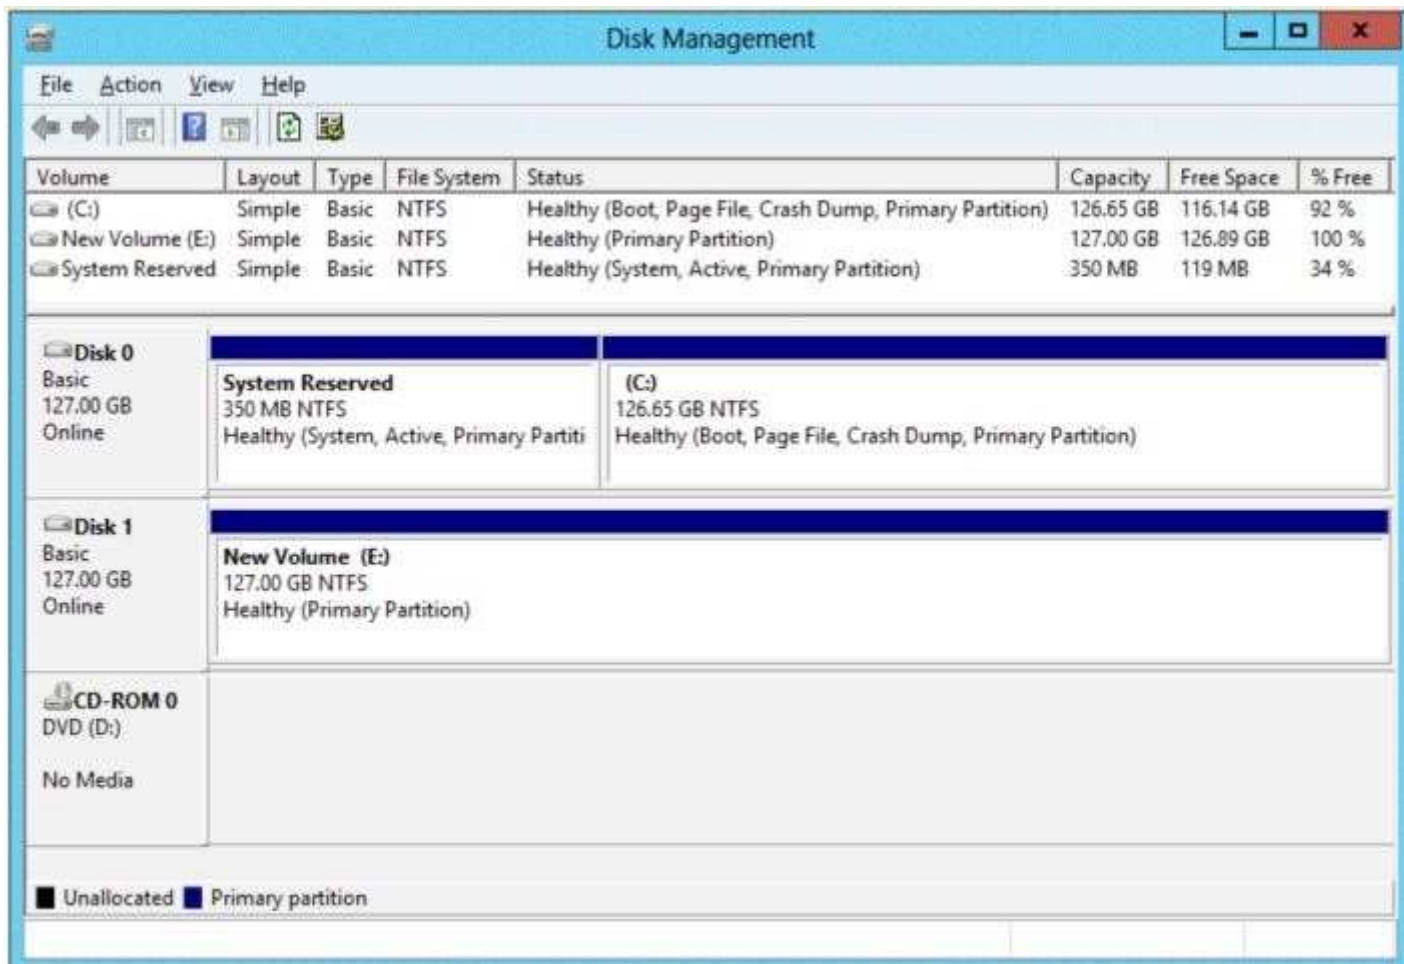 Disk Management
File Action View Help
Volume Layout Type File System Status Capacity Free Space % Free
(C:) Simple Basic NTFS Healthy (Boot, Page File, Crash Dump, Primary Partition) 126.65 GB 116.14 GB 92 %
New Volume (E:) Simple Basic NTFS Healthy (Primary Partition) 127.00 GB 126.89 GB 100 %
System Reserved Simple Basic NTFS Healthy (System, Active, Primary Partition) 350 MB 119 MB 34 %
Disk 0
Basic
127.00 GB
Online
System Reserved
350 MB NTFS
Healthy (System, Active, Primary Partiti
(C:)
126.65 GB NTFS
Healthy (Boot, Page File, Crash Dump, Primary Partition)
Disk 1
Basic
127.00 GB
Online
New Volume (E:)
127.00 GB NTFS
Healthy (Primary Partition)
CD-ROM 0
DVD (D:)
No Media
Unallocated Primary partition